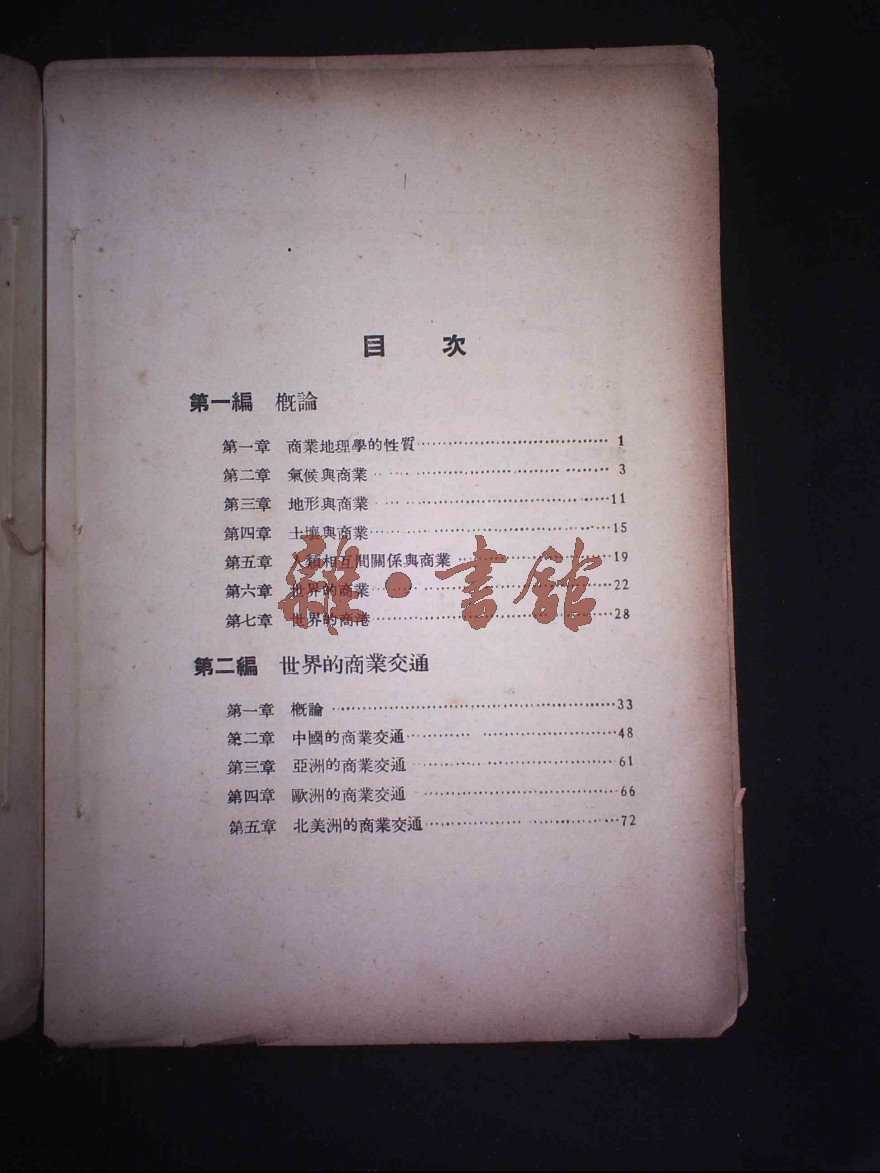 目 次
第一編 概論
第一章 商業地理學的性質 1
第二章 氣候與商業 3
第三章 地形與商業 11
第四章 土壤與商業 15
第五章 人類相互間關係與商業 19
第六章 世界的商業 22
第七章 世界的商港 28
雜·書館
第二編 世界的商業交通
第一章 概論 33
第二章 中國的商業交通 48
第三章 亞洲的商業交通 61
第四章 歐洲的商業交通 66
第五章 北美洲的商業交通 72